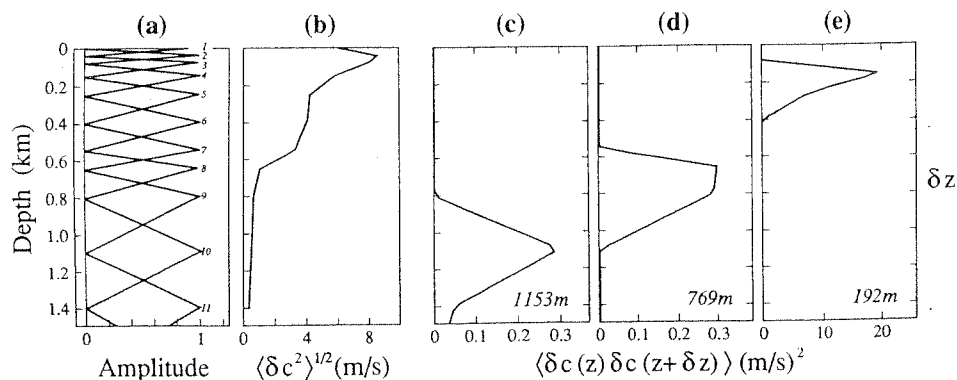 (a)
(b)
(c)
(d)
(e)
0
0.2
0.4
0.6
0.8
1.0
1.2
1.4
Depth (km)
1
2
3
4
5
6
7
8
9
10
11
1153m
769m
192m
δz
0 1
0 4 8
0 0.1 0.2 0.3
0 0.1 0.2 0.3
0 10 20
Amplitude
⟨δc²⟩^1/2 (m/s)
⟨δc(z) δc(z+ δz) ⟩ (m/s)²